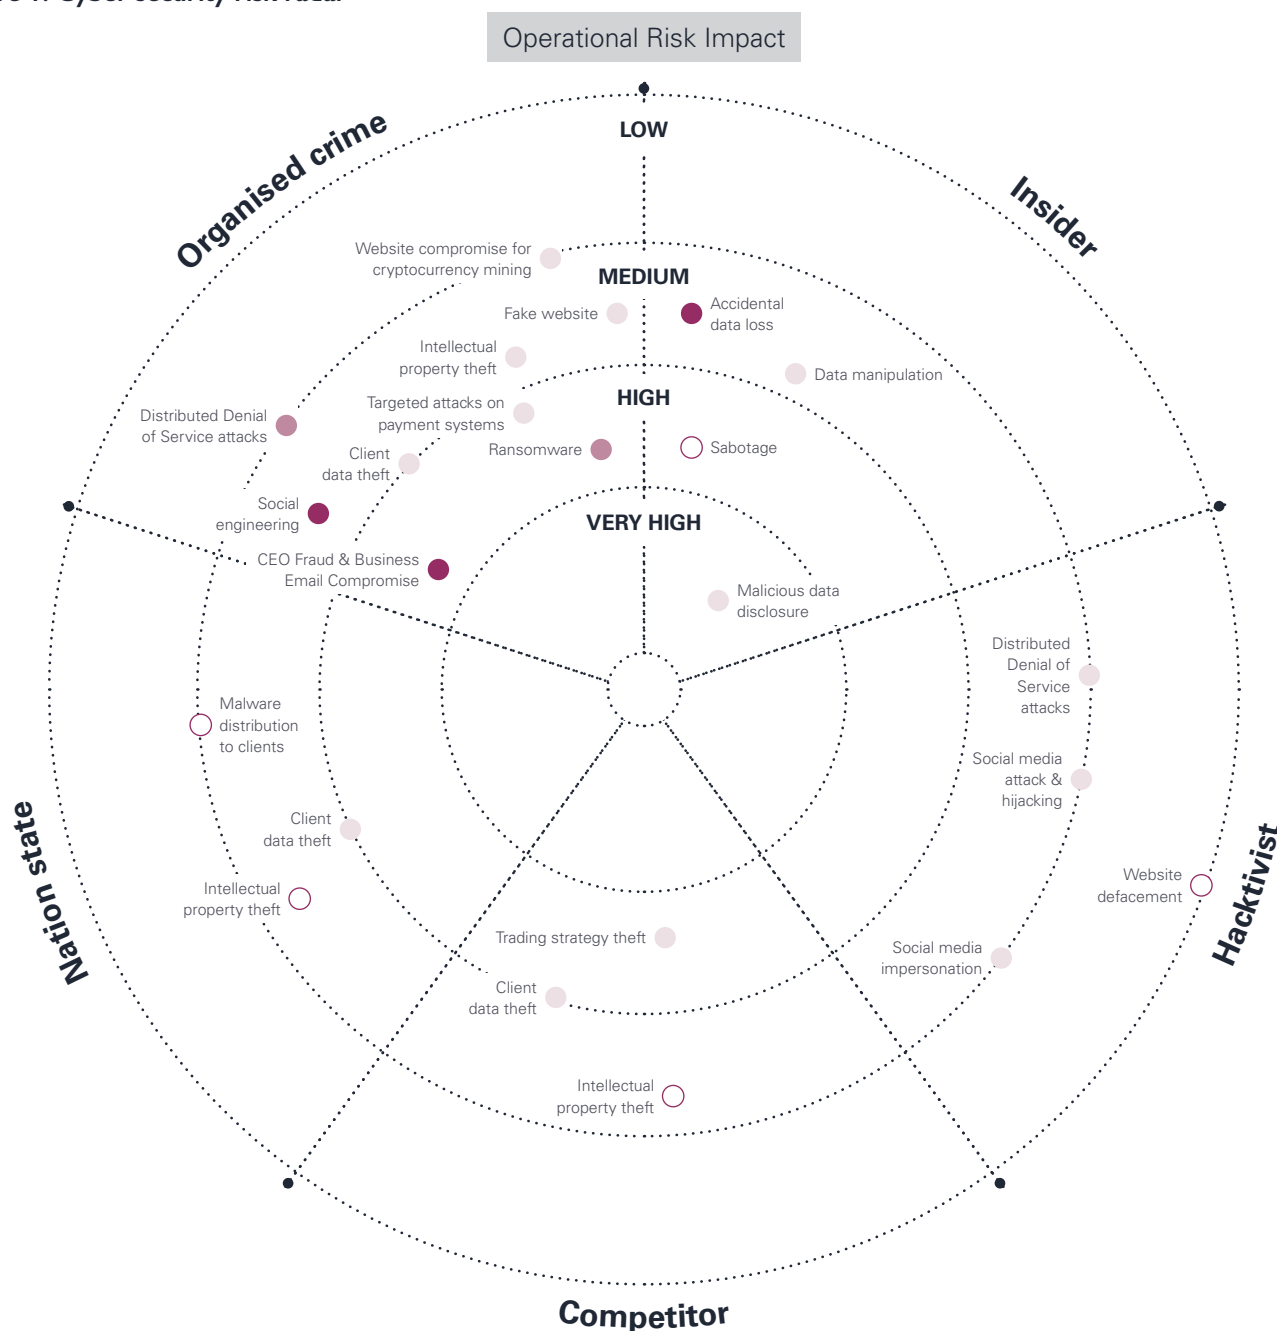 Cyber security risk radar
Operational Risk Impact
LOW
Organised crime
Insider
Website compromise for
cryptocurrency mining
MEDIUM
Fake website
Accidental
data loss
Intellectual
property theft
Data manipulation
HIGH
Targeted attacks on
payment systems
Distributed Denial
of Service attacks
Ransomware
Sabotage
Client
data theft
Social
engineering
VERY HIGH
CEO Fraud & Business
Email Compromise
Malicious data
disclosure
Distributed
Denial of
Service
attacks
Malware
distribution
to clients
Social media
attack &
hijacking
Client
data theft
Nation state
Hacktivist
Website
defacement
Intellectual
property theft
Trading strategy theft
Social media
impersonation
Client
data theft
Intellectual
property theft
Competitor